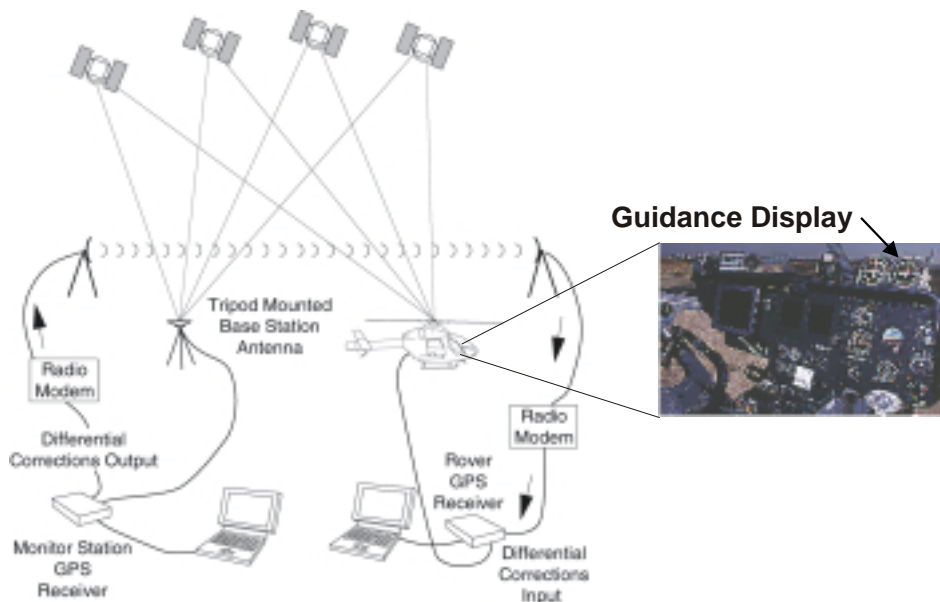 Guidance Display
Tripod Mounted
Base Station
Antenna
Radio
Modem
Differential
Corrections Output
Monitor Station
GPS
Receiver
Radio
Modem
Rover
GPS
Receiver
Differential
Corrections
Input